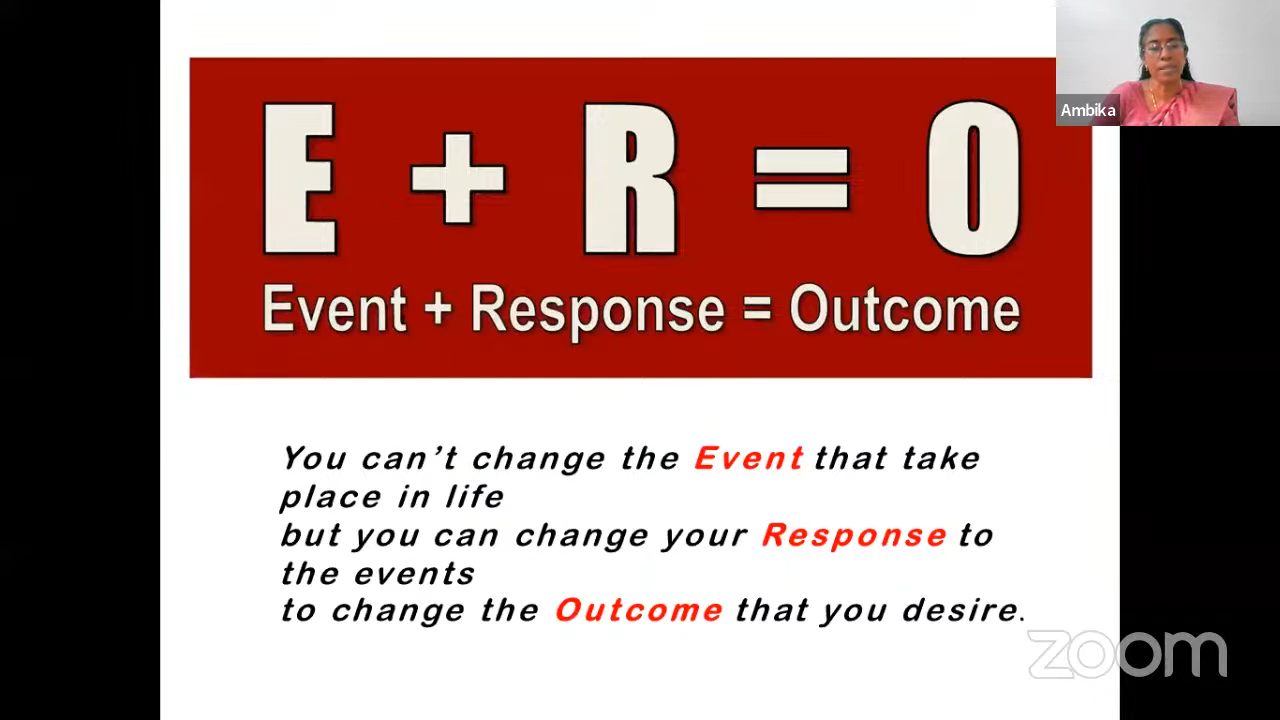 E + R = O
Event + Response = Outcome
Ambika
You can’t change the Event that take
place in life
but you can change your Response to
the events
to change the Outcome that you desire.
zoom